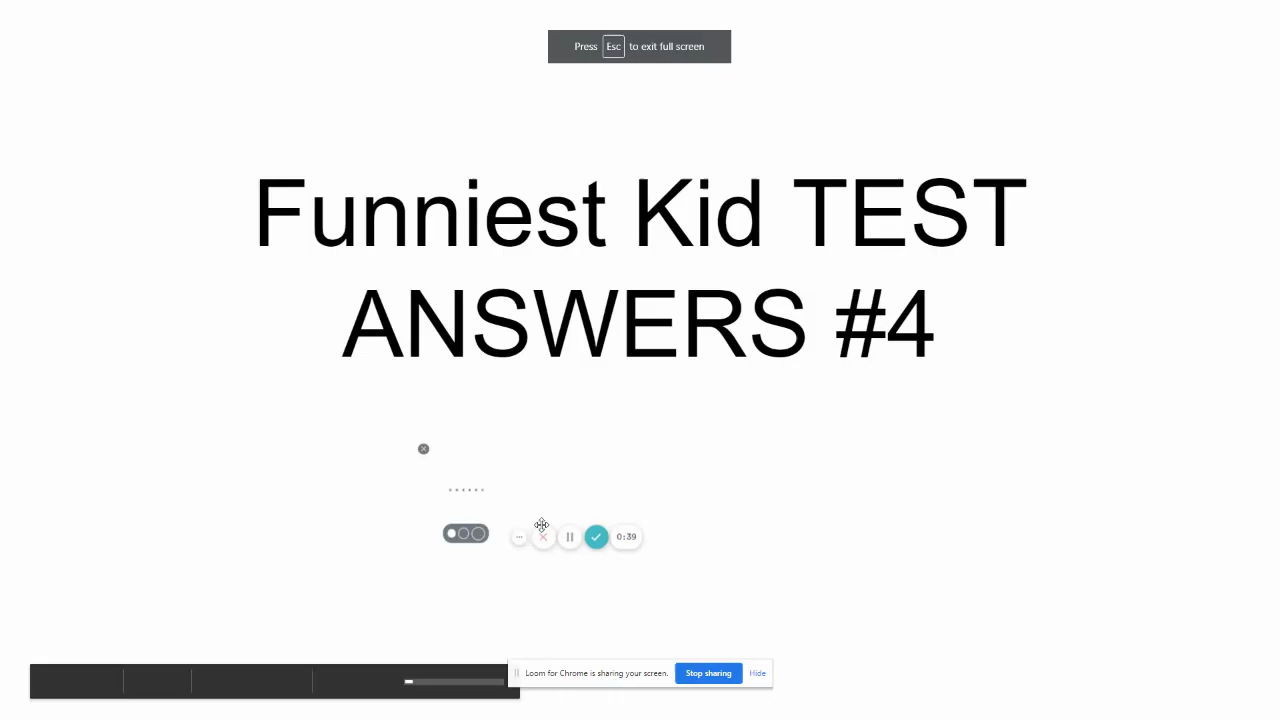 Press Esc to exit full screen
Funniest Kid TEST
ANSWERS #4
0:39
Loom for Chrome is sharing your screen. Stop sharing Hide